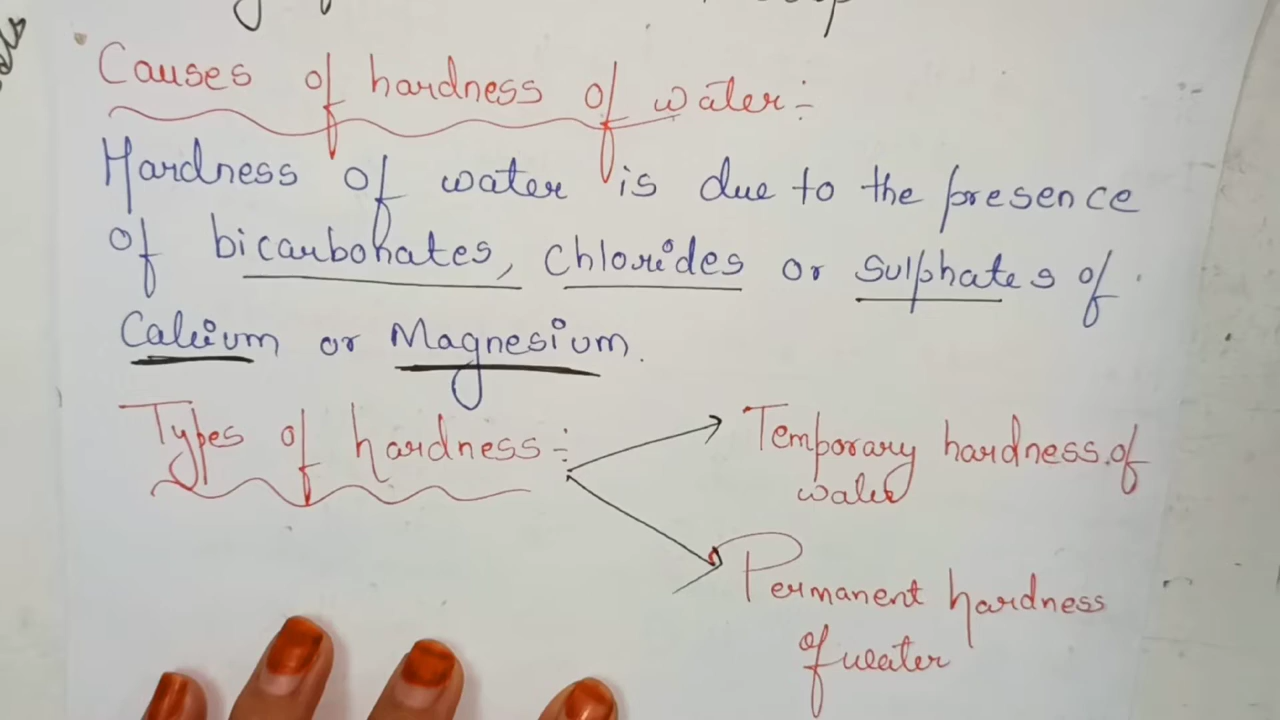 Causes of hardness of water:-
Hardness of water is due to the presence
of bicarbonates, chlorides or sulphates of
Calcium or Magnesium.
Types of hardness:-
Temporary hardness of
water
Permanent hardness
of water